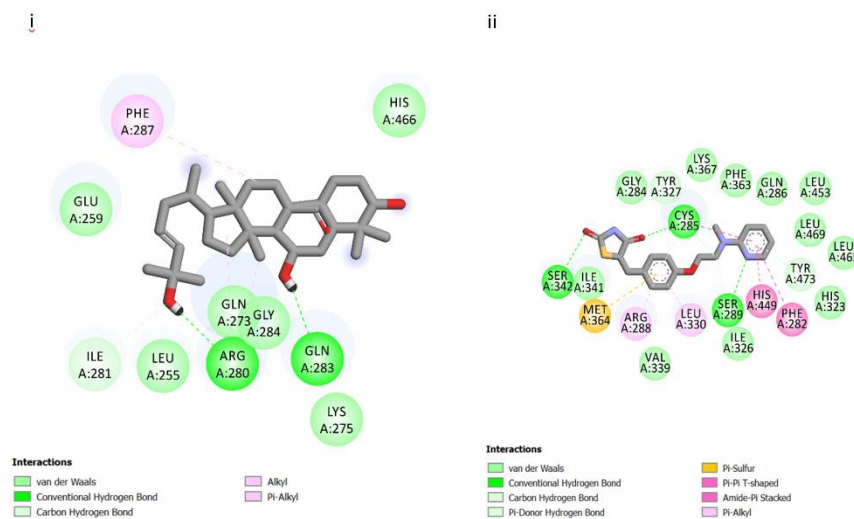 i
ii
PHE
A:287
HIS
A:466
GLU
A:259
GLN
A:273
GLY
A:284
ILE
A:281
LEU
A:255
ARG
A:280
GLN
A:283
LYS
A:275
Interactions
van der Waals
Conventional Hydrogen Bond
Carbon Hydrogen Bond
Alkyl
Pi-Alkyl
LYS
A:367
GLY
A:284
TYR
A:327
PHE
A:363
GLN
A:286
LEU
A:453
CYS
A:285
LEU
A:469
LEU
SER
A:342
ILE
A:341
TYR
A:473
MET
A:364
ARG
A:288
LEU
A:330
SER
A:289
HIS
A:449
PHE
A:282
HIS
A:323
ILE
A:326
VAL
A:339
Interactions
van der Waals
Conventional Hydrogen Bond
Carbon Hydrogen Bond
Pi-Donor Hydrogen Bond
Pi-Sulfur
Pi-Pi T-shaped
Amide-Pi Stacked
Pi-Alkyl